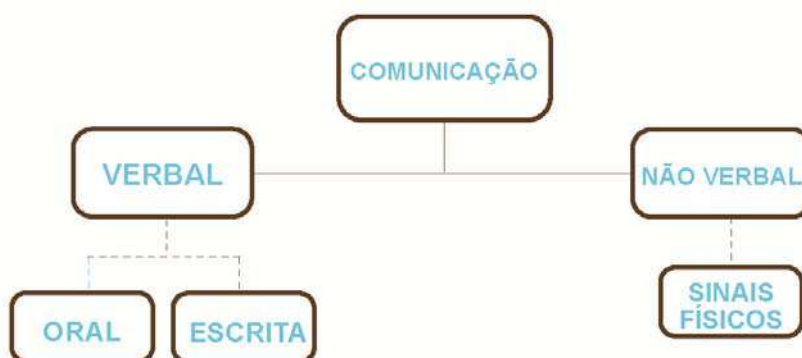 COMUNICAÇÃO
VERBAL
NÃO VERBAL
ORAL
ESCRITA
SINAIS
FÍSICOS